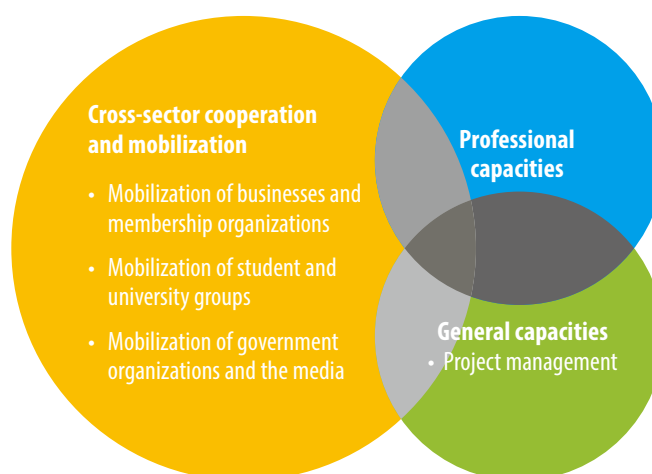 Cross-sector cooperation
and mobilization
• Mobilization of businesses and
membership organizations
• Mobilization of student and
university groups
• Mobilization of government
organizations and the media
Professional
capacities
General capacities
• Project management